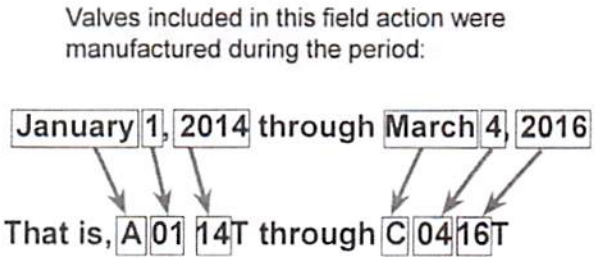 Valves included in this field action were
manufactured during the period:
January 1, 2014 through March 4, 2016
That is, A 01 14T through C 04 16T